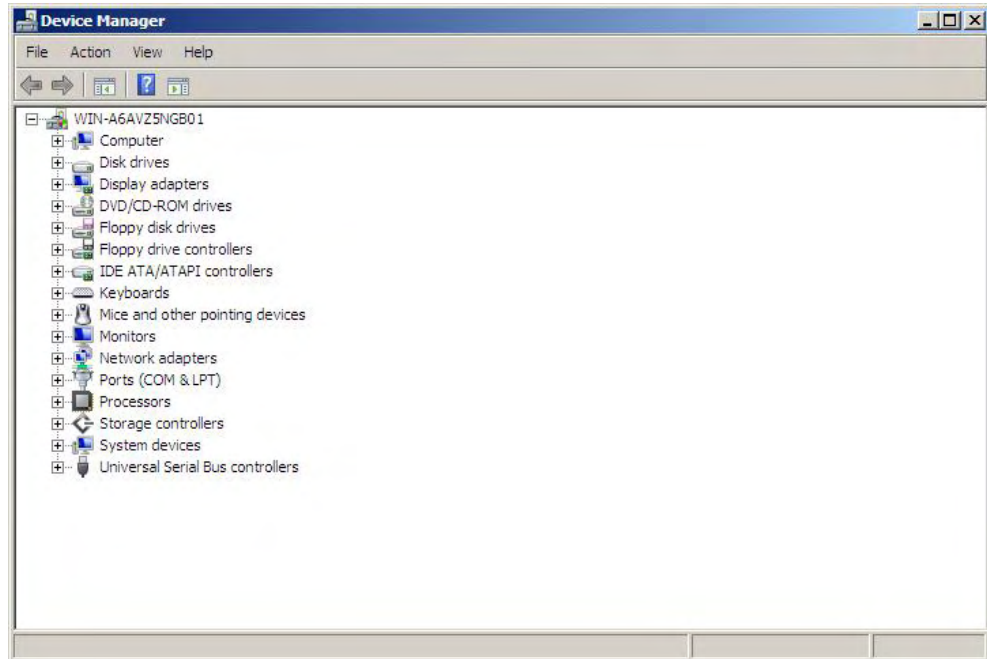 Device Manager
File Action View Help
WIN-A6AVZ5NGB01
Computer
Disk drives
Display adapters
DVD/CD-ROM drives
Floppy disk drives
Floppy drive controllers
IDE ATA/ATAPI controllers
Keyboards
Mice and other pointing devices
Monitors
Network adapters
Ports (COM & LPT)
Processors
Storage controllers
System devices
Universal Serial Bus controllers